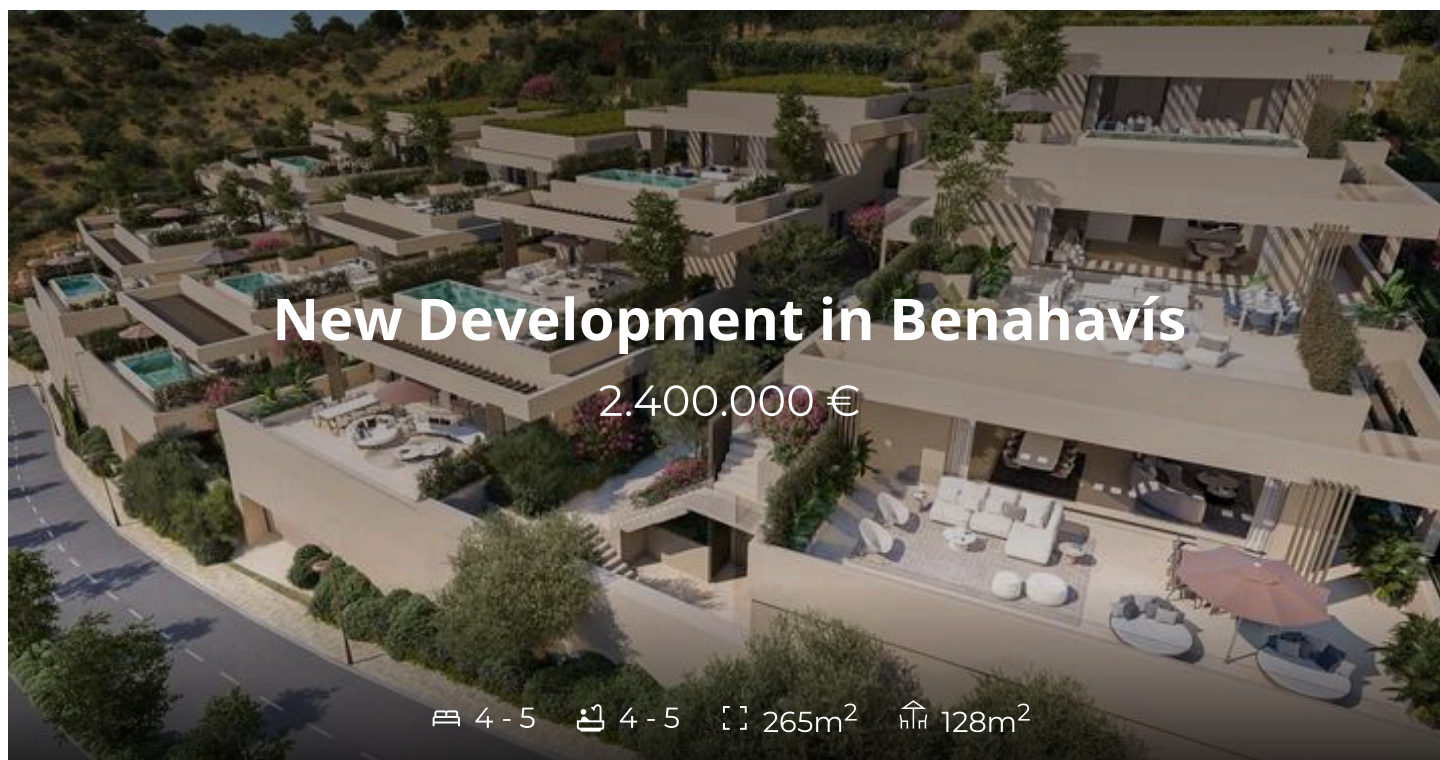 New Development in Benahavís
2.400.000 €
4 - 5 4 - 5 265m² 128m²